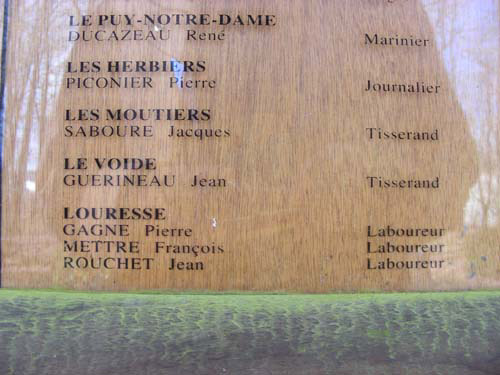 LE PUY-NOTRE-DAME
DUCAZEAU René Marinier
LES HERBIERS
PICONIER Pierre Journalier
LES MOUTIERS
SABOURE Jacques Tisserand
LE VOIDE
GUERINEAU Jean Tisserand
LOURESSE
GAGNE Pierre Laboureur
METTRE François Laboureur
ROUCHET Jean Laboureur